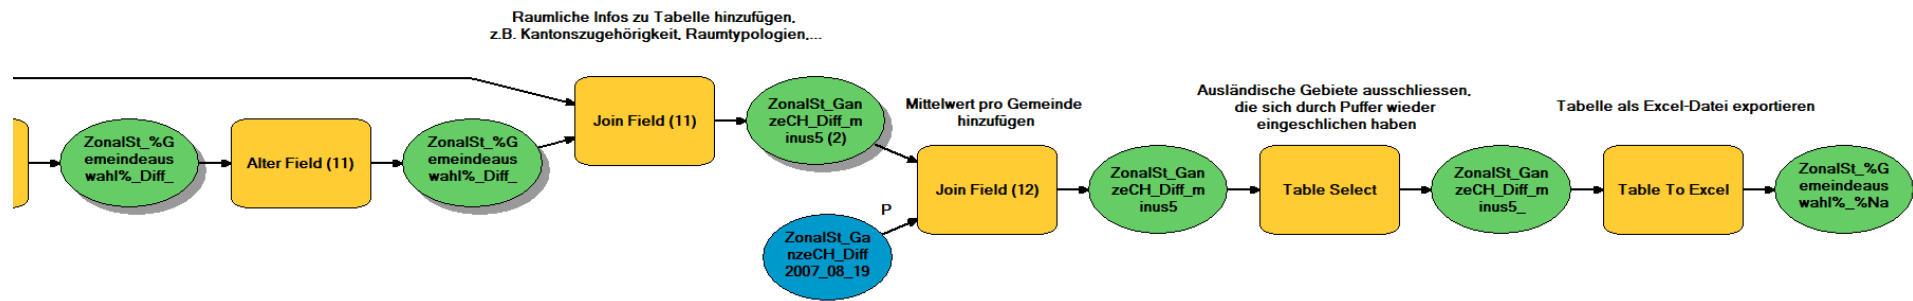 Raumliche Infos zu Tabelle hinzufügen,
z.B. Kantonszugehörigkeit, Raumtypologien,...
ZonalSt_%G
emeindeaus
wahl%_Diff_
Alter Field (11)
ZonalSt_%G
emeindeaus
wahl%_Diff_
Join Field (11)
ZonalSt_Gan
zeCH_Diff_m
inus5 (2)
Mittelwert pro Gemeinde
hinzufügen
P
ZonalSt_Ga
nzeCH_Diff
2007_08_19
Join Field (12)
ZonalSt_Gan
zeCH_Diff_m
inus5
Ausländische Gebiete ausschliessen,
die sich durch Puffer wieder
eingeschlichen haben
Table Select
ZonalSt_Gan
zeCH_Diff_m
inus5_
Tabelle als Excel-Datei exportieren
Table To Excel
ZonalSt_%G
emeindeaus
wahl%_%Na